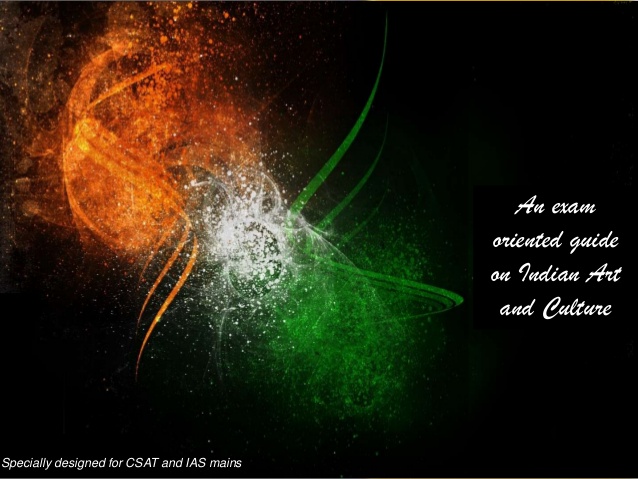 An exam
oriented guide
on Indian Art
and Culture
Specially designed for CSAT and IAS mains